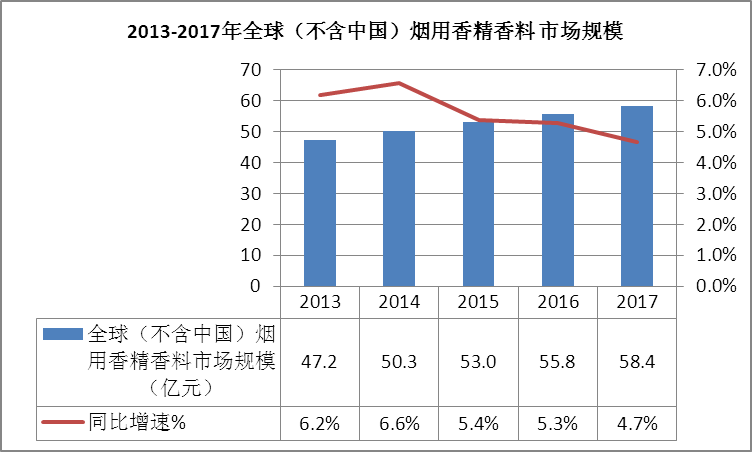 2013-2017年全球（不含中国）烟用香精香料市场规模
70
60
50
40
30
20
10
0
7.0%
6.0%
5.0%
4.0%
3.0%
2.0%
1.0%
0.0%
2013 2014 2015 2016 2017
全球（不含中国）烟
用香精香料市场规模
（亿元）
47.2 50.3 53.0 55.8 58.4
同比增速% 6.2% 6.6% 5.4% 5.3% 4.7%